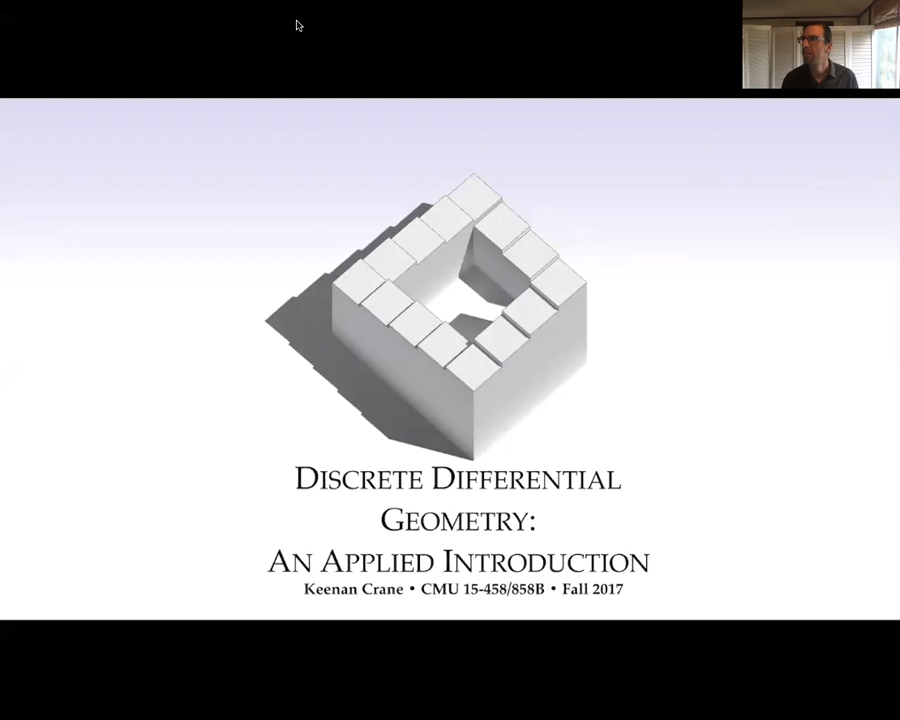 DISCRETE DIFFERENTIAL
GEOMETRY:
AN APPLIED INTRODUCTION
Keenan Crane • CMU 15-458/858B • Fall 2017